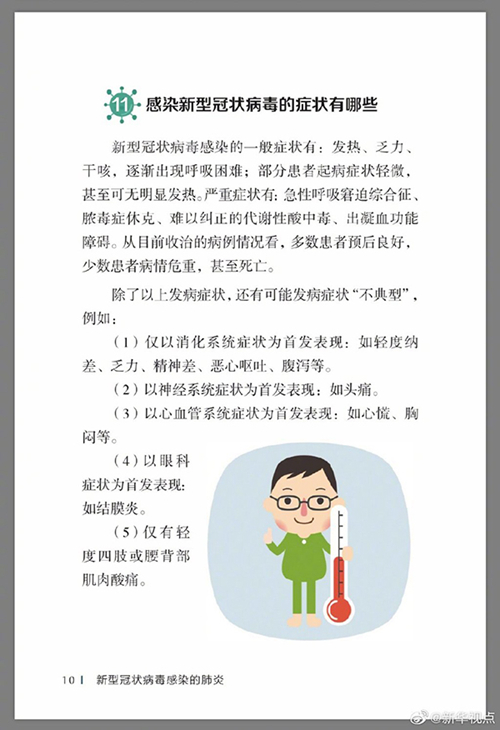 11 感染新型冠状病毒的症状有哪些
新型冠状病毒感染的一般症状有：发热、乏力、
干咳，逐渐出现呼吸困难；部分患者起病症状轻微，
甚至可无明显发热。严重症状有：急性呼吸窘迫综合征、
脓毒症休克、难以纠正的代谢性酸中毒、出凝血功能
障碍。从目前收治的病例情况看，多数患者预后良好，
少数患者病情危重，甚至死亡。
除了以上发病症状，还有可能发病症状“不典型”，
例如：
（1）仅以消化系统症状为首发表现：如轻度纳
差、乏力、精神差、恶心呕吐、腹泻等。
（2）以神经系统症状为首发表现：如头痛。
（3）以心血管系统症状为首发表现：如心慌、胸
闷等。
（4）以眼科
症状为首发表现：
如结膜炎。
（5）仅有轻
度四肢或腰背部
肌肉酸痛。
10 新型冠状病毒感染的肺炎
@新华视点